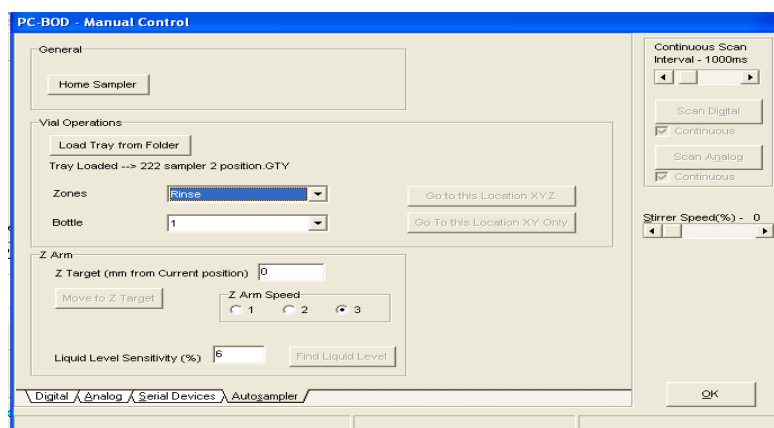 PC-BOD - Manual Control
General
Home Sampler
Vial Operations
Load Tray from Folder
Tray Loaded --> 222 sampler 2 position.GTY
Zones
Rinse
Go to this Location XYZ
Bottle
1
Go To this Location XY Only
Z Arm
Z Target (mm from Current position)
0
Move to Z Target
Z Arm Speed
1 2 3
Liquid Level Sensitivity (%)
6
Find Liquid Level
Digital Analog Serial Devices Autosampler
Continuous Scan
Interval - 1000ms
Scan Digital
Continuous
Scan Analog
Continuous
Stirrer Speed(%) - 0
OK